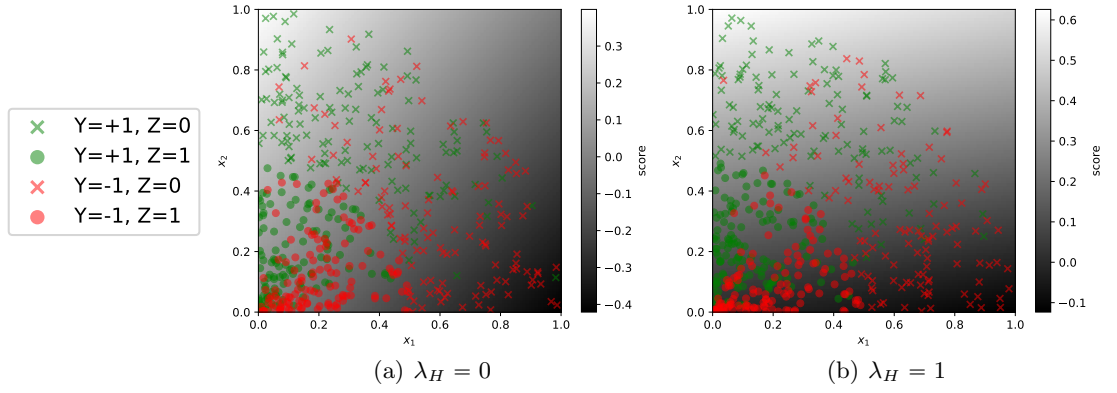 Y=+1, Z=0
Y=+1, Z=1
Y=-1, Z=0
Y=-1, Z=1
1.0
0.8
0.6
0.4
0.2
0.0
x₂
0.0 0.2 0.4 0.6 0.8 1.0
x₁
0.3
0.2
0.1
0.0
−0.1
−0.2
−0.3
−0.4
score
(a) λ_H = 0
1.0
0.8
0.6
0.4
0.2
0.0
x₂
0.0 0.2 0.4 0.6 0.8 1.0
x₁
0.6
0.5
0.4
0.3
0.2
0.1
0.0
−0.1
score
(b) λ_H = 1